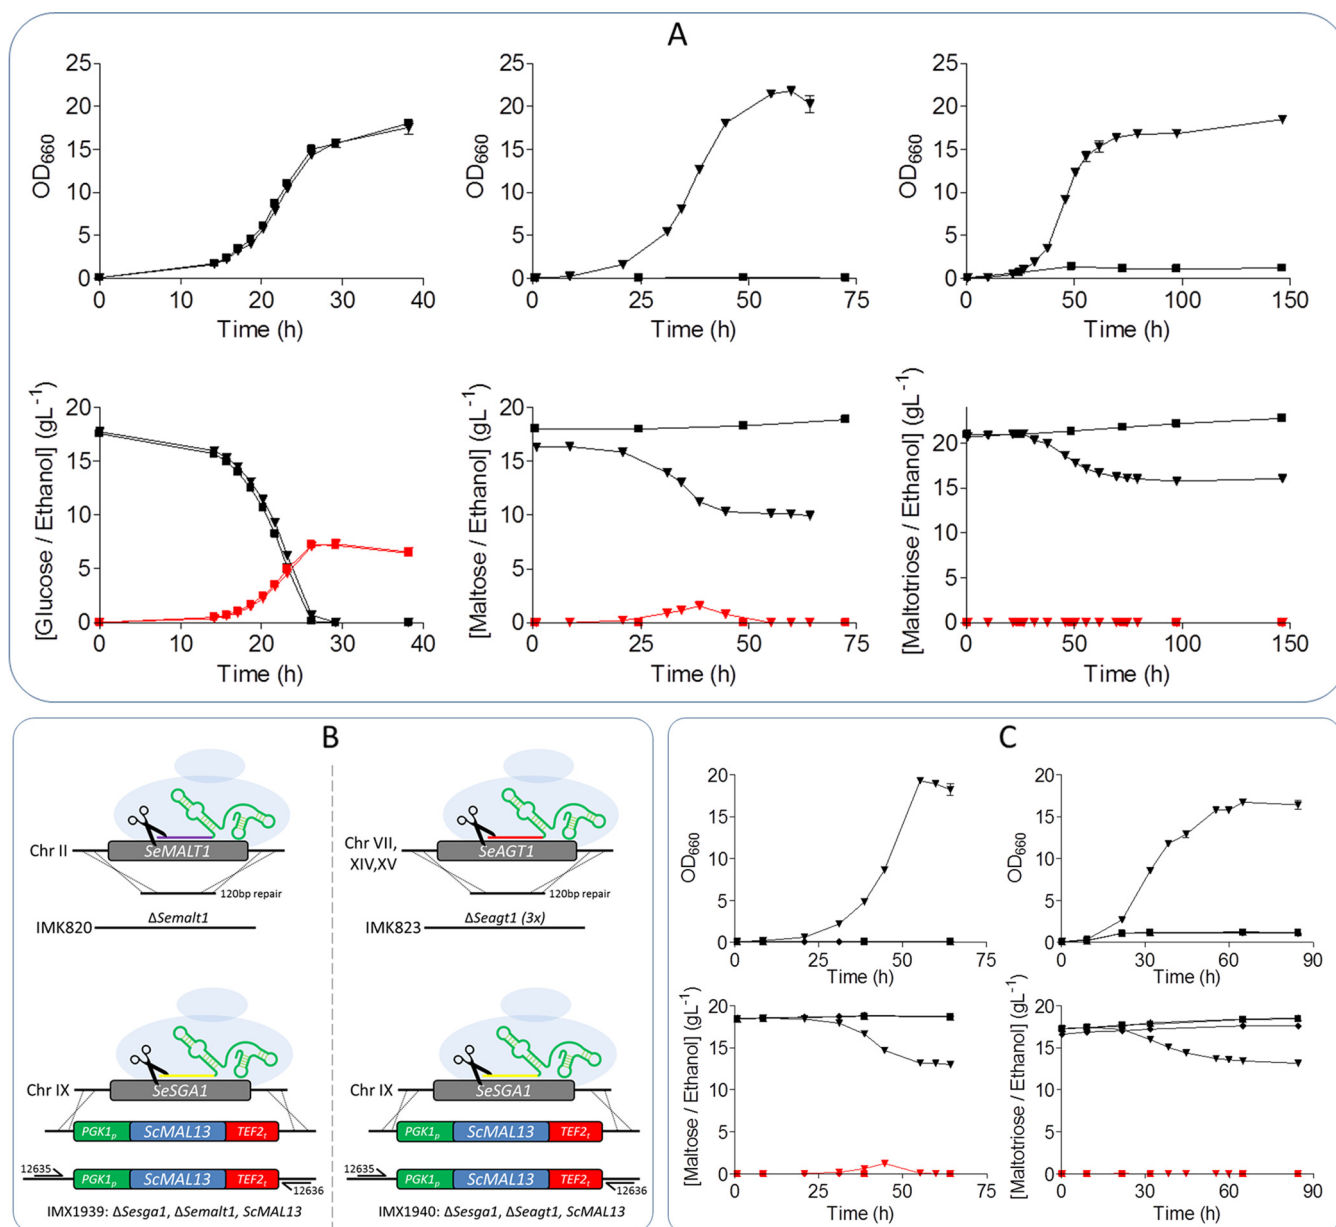 A
25
20
15
10
5
0
OD660
0 10 20 30 40
Time (h)
25
20
15
10
5
0
OD660
0 25 50 75
Time (h)
25
20
15
10
5
0
OD660
0 50 100 150
Time (h)
[Glucose / Ethanol] (gL-1)
20
15
10
5
0
0 10 20 30 40
Time (h)
[Maltose / Ethanol] (gL-1)
20
15
10
5
0
0 25 50 75
Time (h)
[Maltotriose / Ethanol] (gL-1)
20
15
10
5
0
0 50 100 150
Time (h)
B
Chr II
SeMALT1
120bp repair
ΔSemalt1
IMK820
Chr VII,
XIV,XV
SeAGT1
120bp repair
ΔSeagt1 (3x)
IMK823
Chr IX
SeSGA1
PGK1p ScMAL13 TEF2t
12635
PGK1p ScMAL13 TEF2t
12636
IMX1939: ΔSesga1, ΔSemalt1, ScMAL13
Chr IX
SeSGA1
PGK1p ScMAL13 TEF2t
12635
PGK1p ScMAL13 TEF2t
12636
IMX1940: ΔSesga1, ΔSeagt1, ScMAL13
C
20
15
10
5
0
OD660
0 25 50 75
Time (h)
20
15
10
5
0
OD660
0 30 60 90
Time (h)
[Maltose / Ethanol] (gL-1)
20
15
10
5
0
0 25 50 75
Time (h)
[Maltotriose / Ethanol] (gL-1)
20
15
10
5
0
0 30 60 90
Time (h)